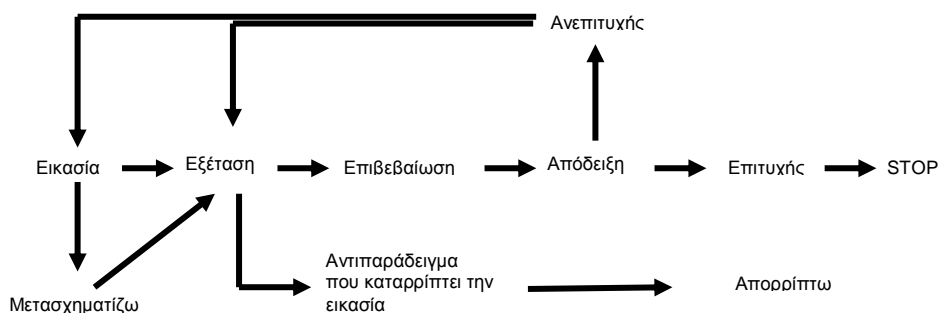 Ανεπιτυχής
Εικασία
Εξέταση
Επιβεβαίωση
Απόδειξη
Επιτυχής
STOP
Μετασχηματίζω
Αντιπαράδειγμα
που καταρρίπτει την
εικασία
Απορρίπτω